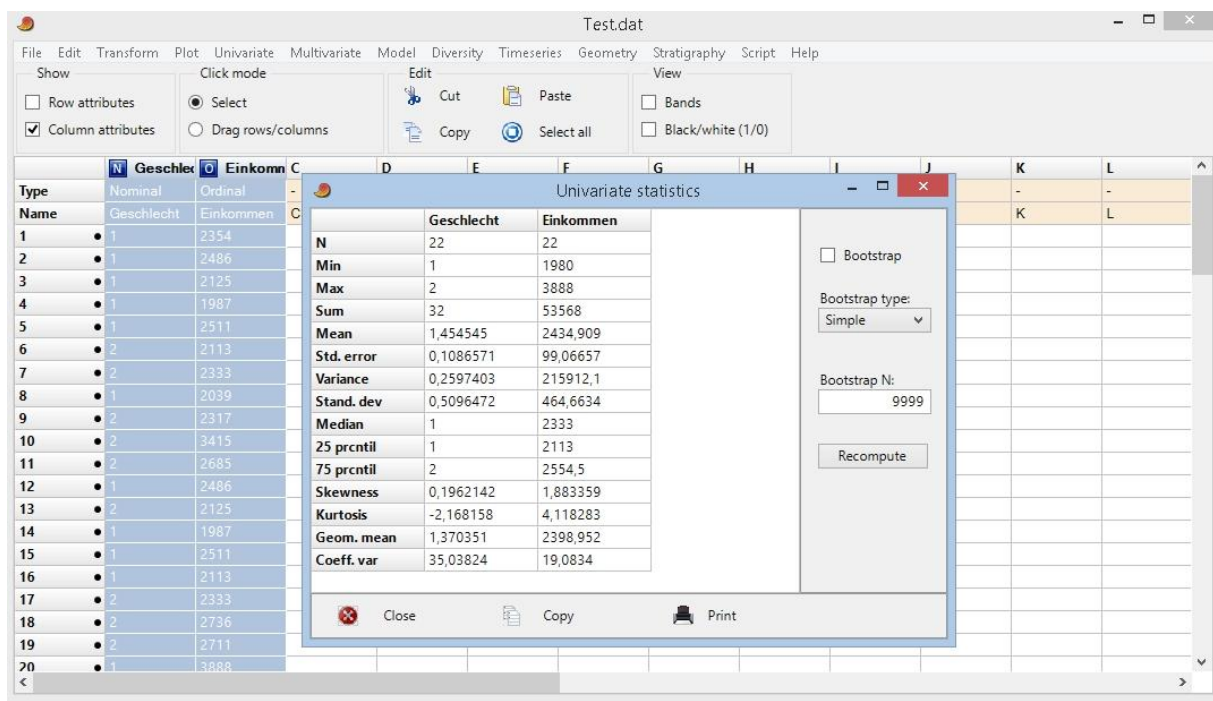 Test.dat
File Edit Transform Plot Univariate Multivariate Model Diversity Timeseries Geometry Stratigraphy Script Help
Show Click mode Edit View
Row attributes Select Cut Paste Bands
Column attributes Drag rows/columns Copy Select all Black/white (1/0)
N Geschlec O Einkomn C D E F G H I J K L
Type Nominal Ordinal - - -
Name Geschlecht Einkommen C K L
1 1 2354
2 1 2486
3 1 2125
4 1 1987
5 1 2511
6 2 2113
7 2 2333
8 1 2039
9 2 2317
10 2 3415
11 2 2685
12 1 2486
13 2 2125
14 1 1987
15 1 2511
16 1 2113
17 2 2333
18 2 2736
19 2 2711
20 1 3888
Univariate statistics
Geschlecht Einkommen
N 22 22
Min 1 1980
Max 2 3888
Sum 32 53568
Mean 1,454545 2434,909
Std. error 0,1086571 99,06657
Variance 0,2597403 215912,1
Stand. dev 0,5096472 464,6634
Median 1 2333
25 prcntil 1 2113
75 prcntil 2 2554,5
Skewness 0,1962142 1,883359
Kurtosis -2,168158 4,118283
Geom. mean 1,370351 2398,952
Coeff. var 35,03824 19,0834
Bootstrap
Bootstrap type:
Simple
Bootstrap N:
9999
Recompute
Close Copy Print